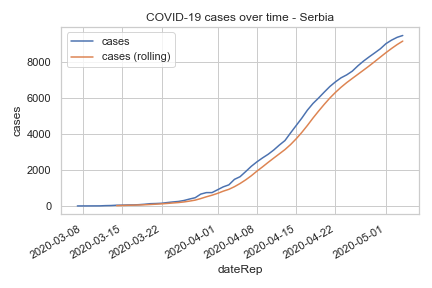 COVID-19 cases over time - Serbia
cases
cases (rolling)
cases
8000
6000
4000
2000
0
2020-03-08
2020-03-15
2020-03-22
2020-04-01
2020-04-08
2020-04-15
2020-04-22
2020-05-01
dateRep